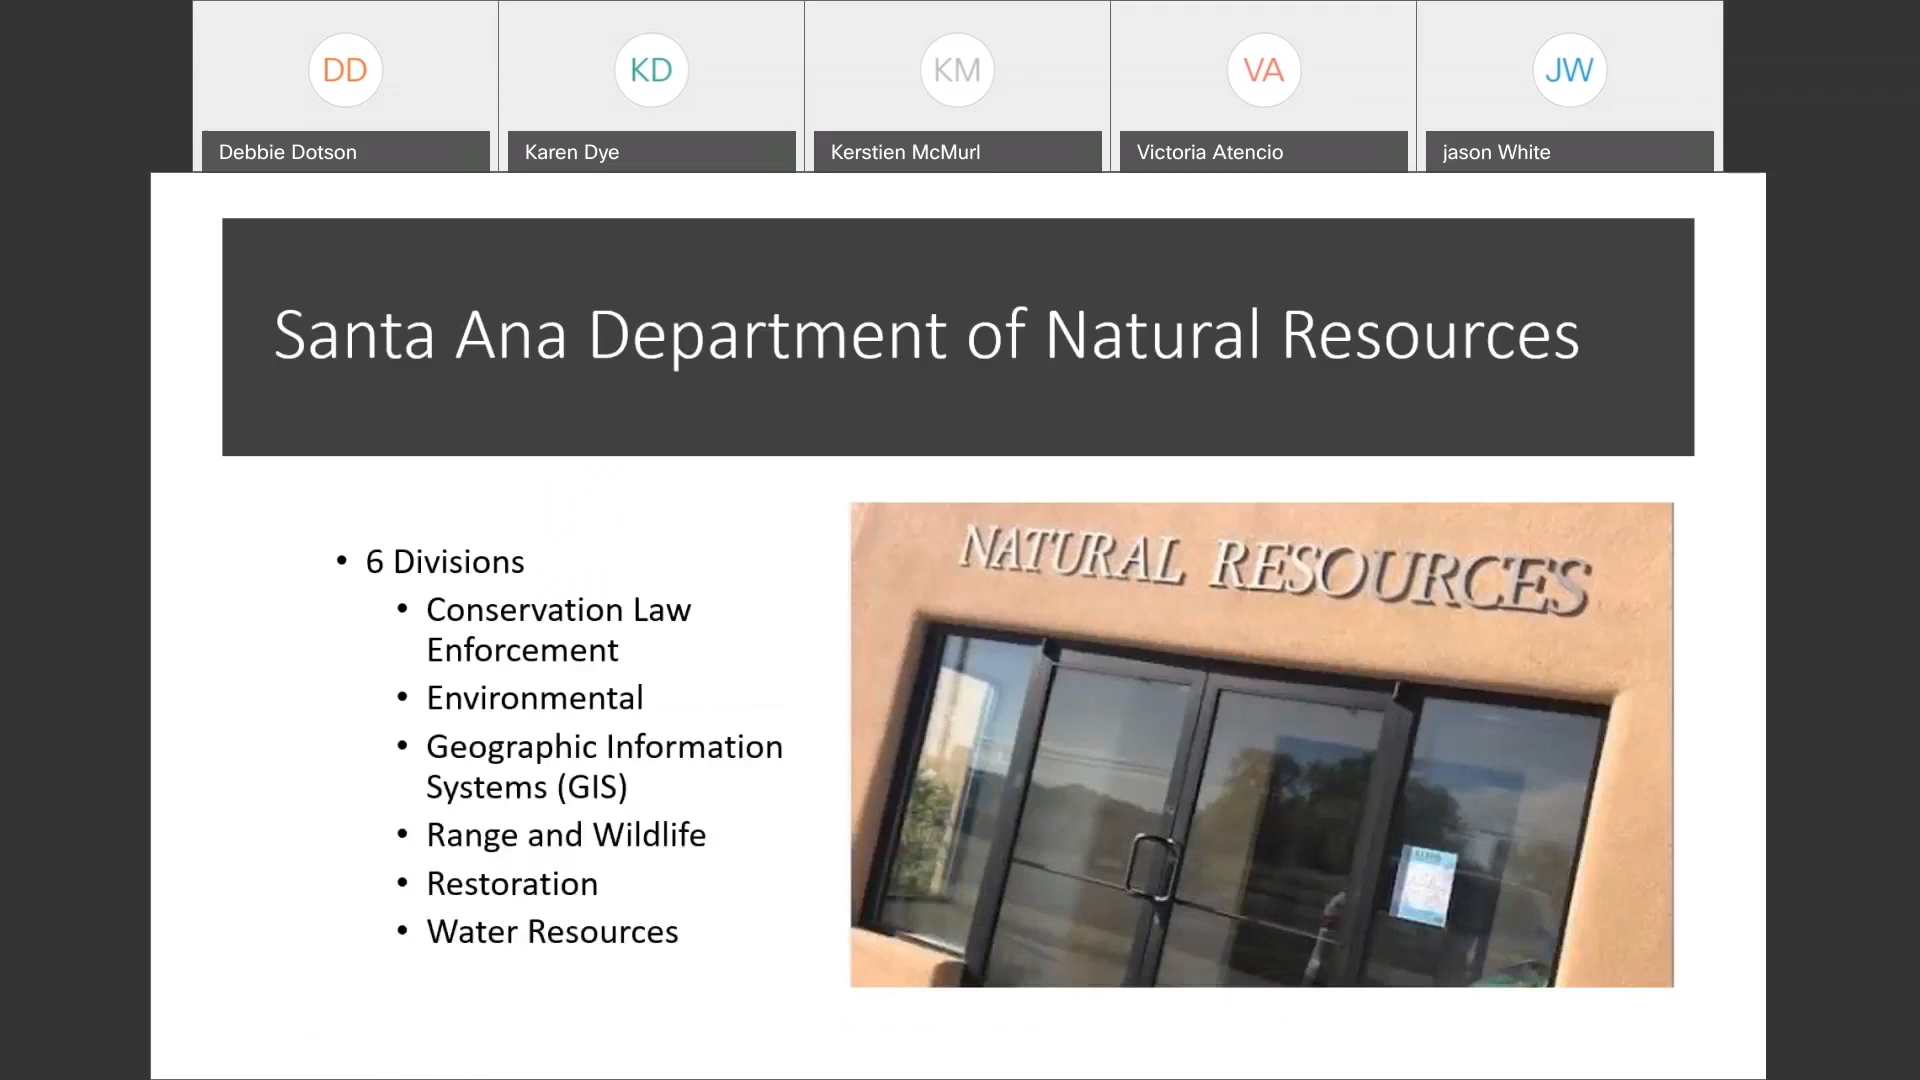 DD
KD
KM
VA
JW
Debbie Dotson
Karen Dye
Kerstien McMurl
Victoria Atencio
jason White
Santa Ana Department of Natural Resources
• 6 Divisions
• Conservation Law
Enforcement
• Environmental
• Geographic Information
Systems (GIS)
• Range and Wildlife
• Restoration
• Water Resources
NATURAL RESOURCES